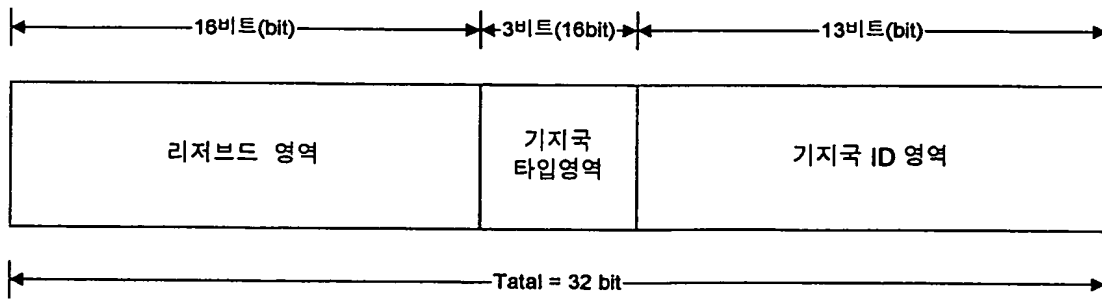 16비트(bit) 3비트(16bit) 13비트(bit)
리저브드 영역
기지국
타입영역
기지국 ID 영역
Tatal = 32 bit